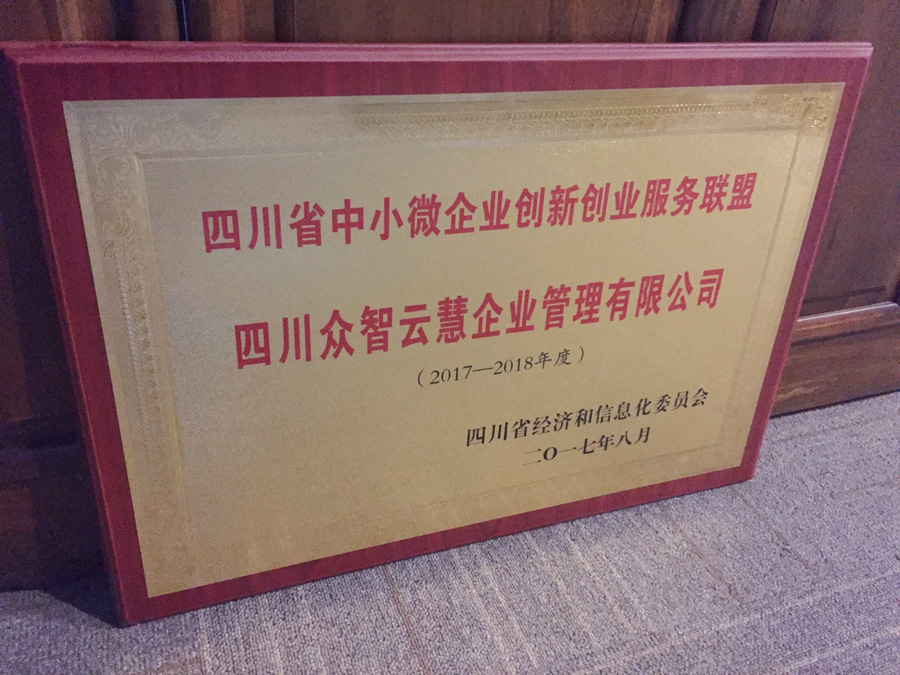 四川省中小微企业创新创业服务联盟
四川众智云慧企业管理有限公司
（2017—2018年度）
四川省经济和信息化委员会
二〇一七年八月